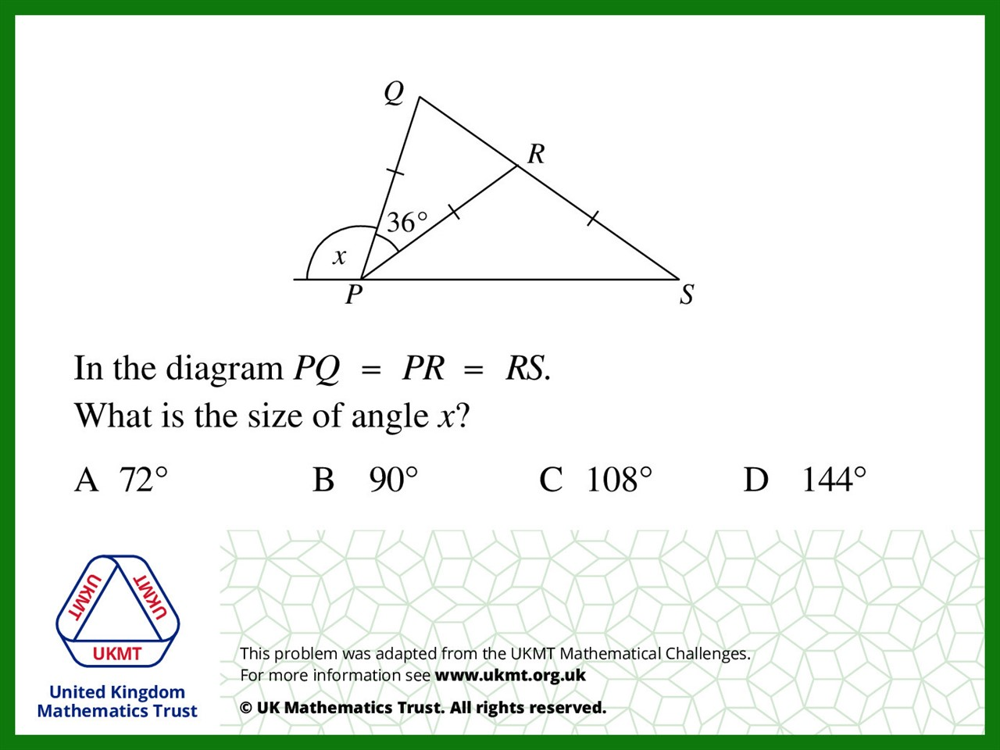 Q
R
36°
x
P
S
In the diagram PQ = PR = RS.
What is the size of angle x?
A 72° B 90° C 108° D 144°
UKMT
UKMT
UKMT
United Kingdom
Mathematics Trust
This problem was adapted from the UKMT Mathematical Challenges.
For more information see www.ukmt.org.uk
© UK Mathematics Trust. All rights reserved.